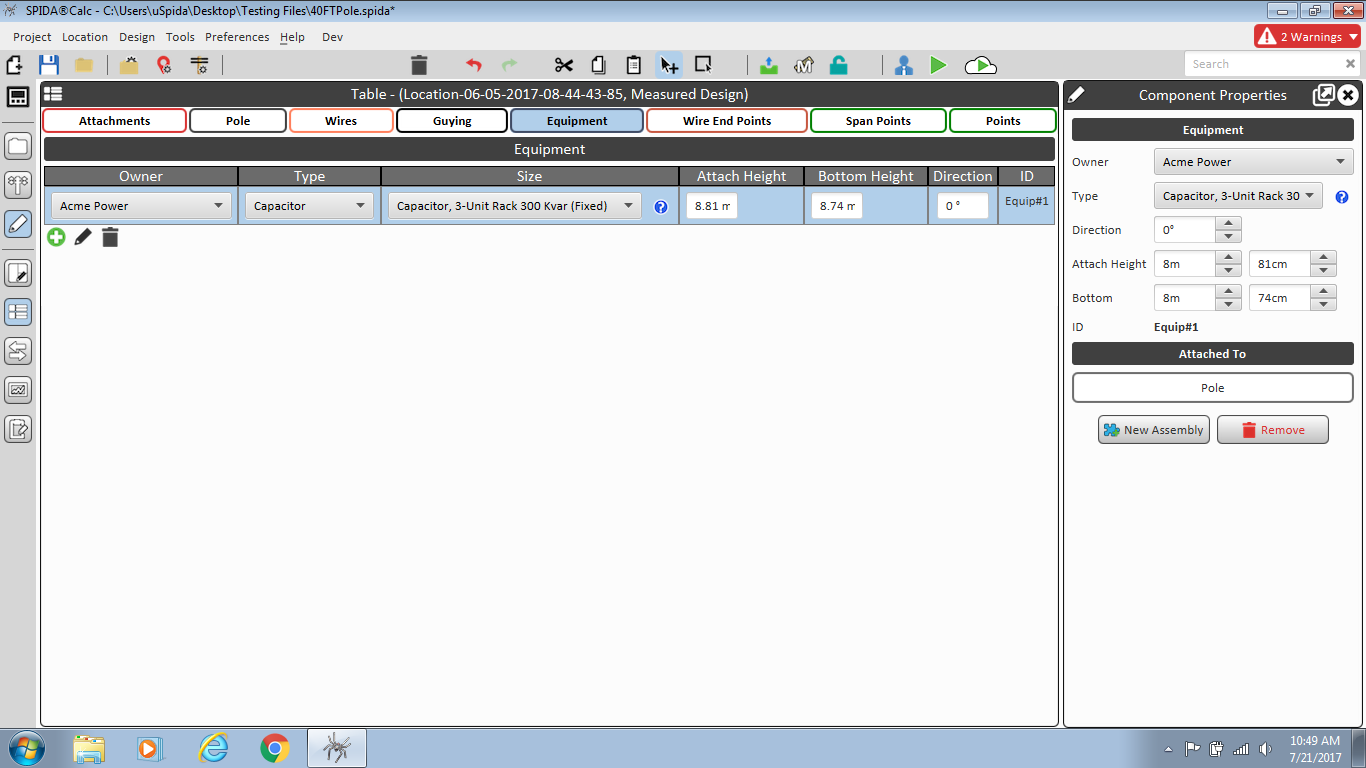 SPIDA®Calc - C:\Users\uSpida\Desktop\Testing Files\40FTPole.spida*
Project Location Design Tools Preferences Help Dev
2 Warnings
Search
Table - (Location-06-05-2017-08-44-43-85, Measured Design)
Attachments Pole Wires Guying Equipment Wire End Points Span Points Points
Equipment
Owner Type Size Attach Height Bottom Height Direction ID
Acme Power Capacitor Capacitor, 3-Unit Rack 300 Kvar (Fixed) 8.81 m 8.74 m 0 ° Equip#1
Component Properties
Equipment
Owner Acme Power
Type Capacitor, 3-Unit Rack 30
Direction 0°
Attach Height 8m 81cm
Bottom 8m 74cm
ID Equip#1
Attached To
Pole
New Assembly Remove
10:49 AM
7/21/2017